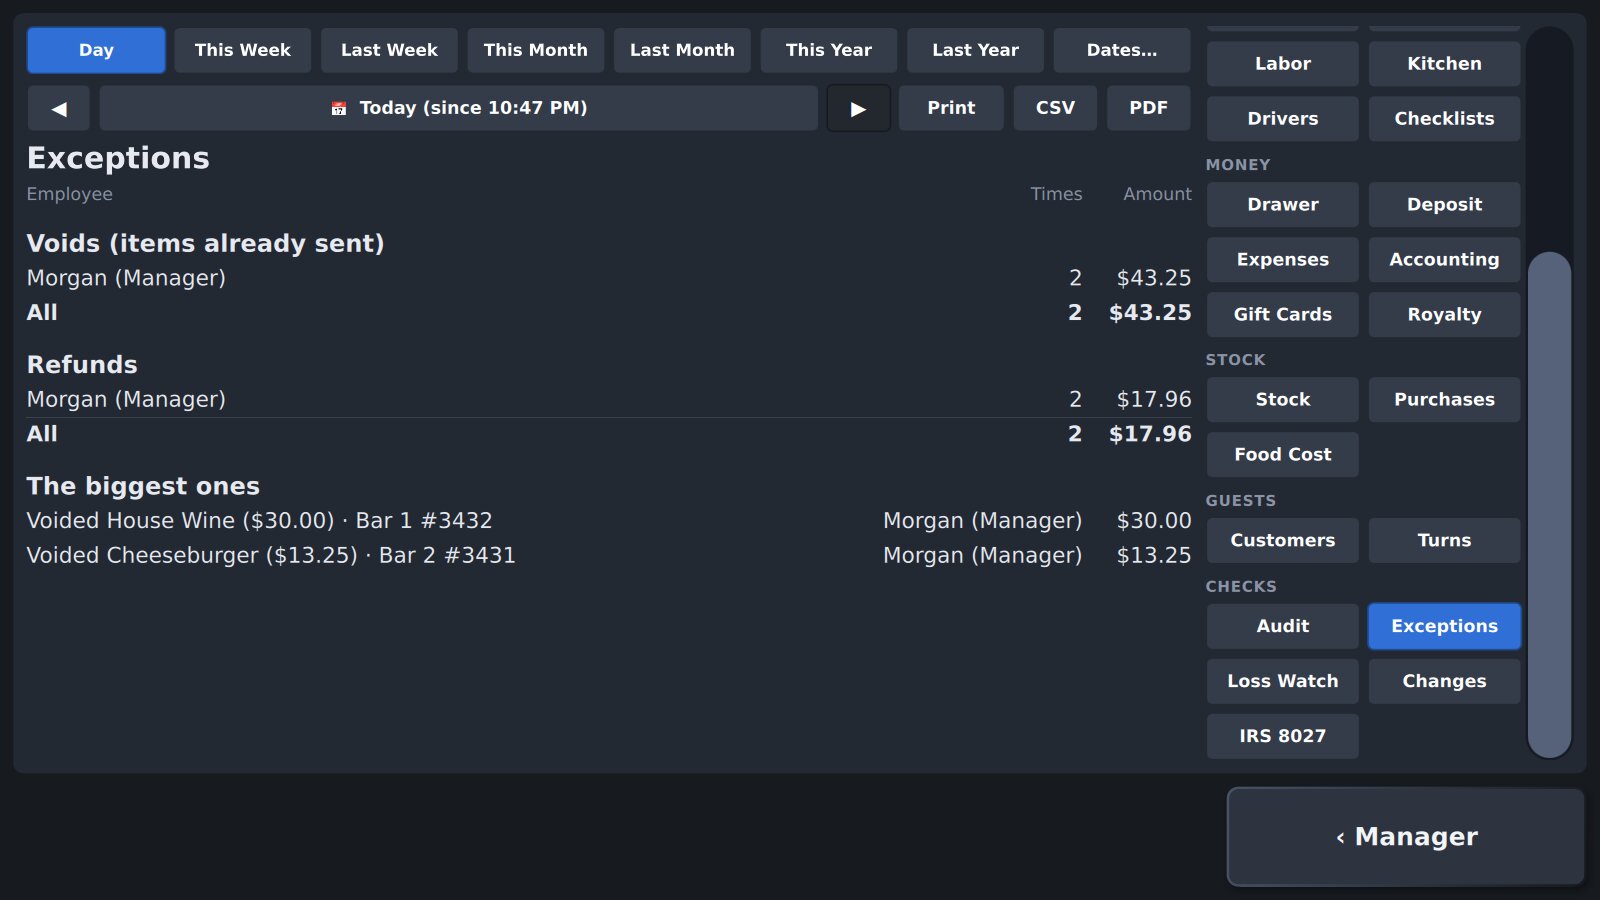 Day
This Week
Last Week
This Month
Last Month
This Year
Last Year
Dates...
◀
Today (since 10:47 PM)
▶
Print
CSV
PDF
Exceptions
Employee Times Amount
Voids (items already sent)
Morgan (Manager) 2 $43.25
All 2 $43.25
Refunds
Morgan (Manager) 2 $17.96
All 2 $17.96
The biggest ones
Voided House Wine ($30.00) · Bar 1 #3432 Morgan (Manager) $30.00
Voided Cheeseburger ($13.25) · Bar 2 #3431 Morgan (Manager) $13.25
Labor
Kitchen
Drivers
Checklists
MONEY
Drawer
Deposit
Expenses
Accounting
Gift Cards
Royalty
STOCK
Stock
Purchases
Food Cost
GUESTS
Customers
Turns
CHECKS
Audit
Exceptions
Loss Watch
Changes
IRS 8027
‹ Manager